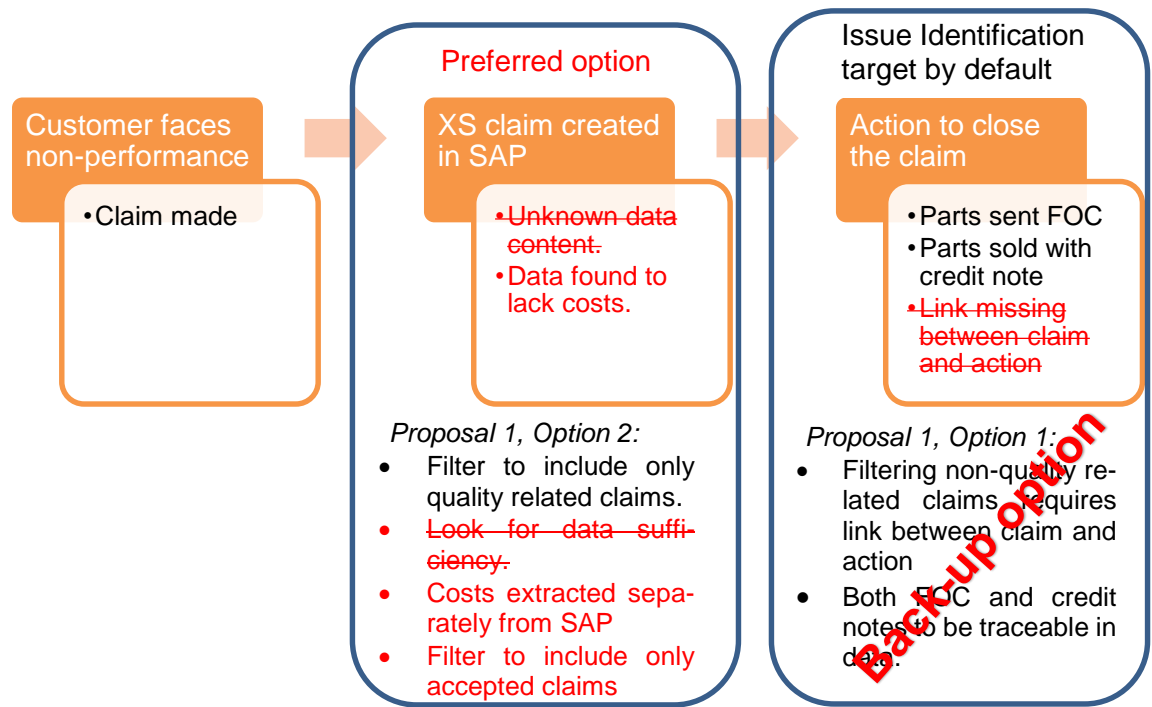 Customer faces
non-performance
•Claim made
Preferred option
XS claim created
in SAP
•Unknown data
content.
•Data found to
lack costs.
Proposal 1, Option 2:
• Filter to include only
quality related claims.
• Look for data suffi-
ciency.
• Costs extracted sepa-
rately from SAP
• Filter to include only
accepted claims
Issue Identification
target by default
Action to close
the claim
•Parts sent FOC
•Parts sold with
credit note
•Link missing
between claim
and action
Proposal 1, Option 1:
• Filtering non-quality re-
lated claims requires
link between claim and
action
• Both FOC and credit
notes to be traceable in
data.
Back-up option